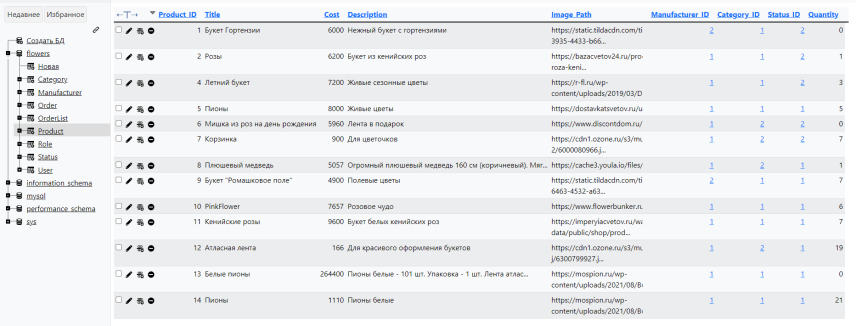 Недавнее Избранное
Создать БД
flowers
Новая
Category
Manufacturer
Order
OrderList
Product
Role
Status
User
information_schema
mysql
performance_schema
sys
←T→ Product_ID Title Cost Description Image_Path Manufacturer_ID Category_ID Status_ID Quantity
1 Букет Гортензии 6000 Нежный букет с гортензиями https://static.tildacdn.com/ti 2 1 2 0
3935-4433-b66...
2 Розы 6200 Букет из кенийских роз https://bazacvetov24.ru/pro 1 1 2 1
roza-keni...
4 Летний букет 7200 Живые сезонные цветы https://r-fl.ru/wp- 1 1 2 3
content/uploads/2019/03/D
5 Пионы 8000 Живые цветы https://dostavkatsvetov.ru/u 1 1 1 5
6 Мишка из роз на день рождения 5960 Лента в подарок https://www.discontdom.ru/ 1 2 2 0
7 Корзинка 900 Для цветочков https://cdn1.ozone.ru/s3/mu 1 2 2 7
2/6000080966.j...
8 Плюшевый медведь 5057 Огромный плюшевый медведь 160 см (коричневый). Мяг... https://cache3.youla.io/files/ 1 2 1 1
9 Букет "Ромашковое поле" 4900 Полевые цветы https://static.tildacdn.com/ti 2 1 1 7
6463-4532-a63...
10 PinkFlower 7657 Розовое чудо https://www.flowerbunker.ru 1 1 1 6
11 Кенийские розы 9600 Букет белых кенийских роз https://imperyiacvetov.ru/wa 1 1 1 7
data/public/shop/prod...
12 Атласная лента 166 Для красивого оформления букетов https://cdn1.ozone.ru/s3/mu 1 2 1 19
j/6300799927.j...
13 Белые пионы 264400 Пионы белые - 101 шт. Упаковка - 1 шт. Лента атлас... https://mospion.ru/wp- 1 1 1 0
content/uploads/2021/08/Bu
14 Пионы 1110 Пионы белые https://mospion.ru/wp- 1 1 1 21
content/uploads/2021/08/Bu